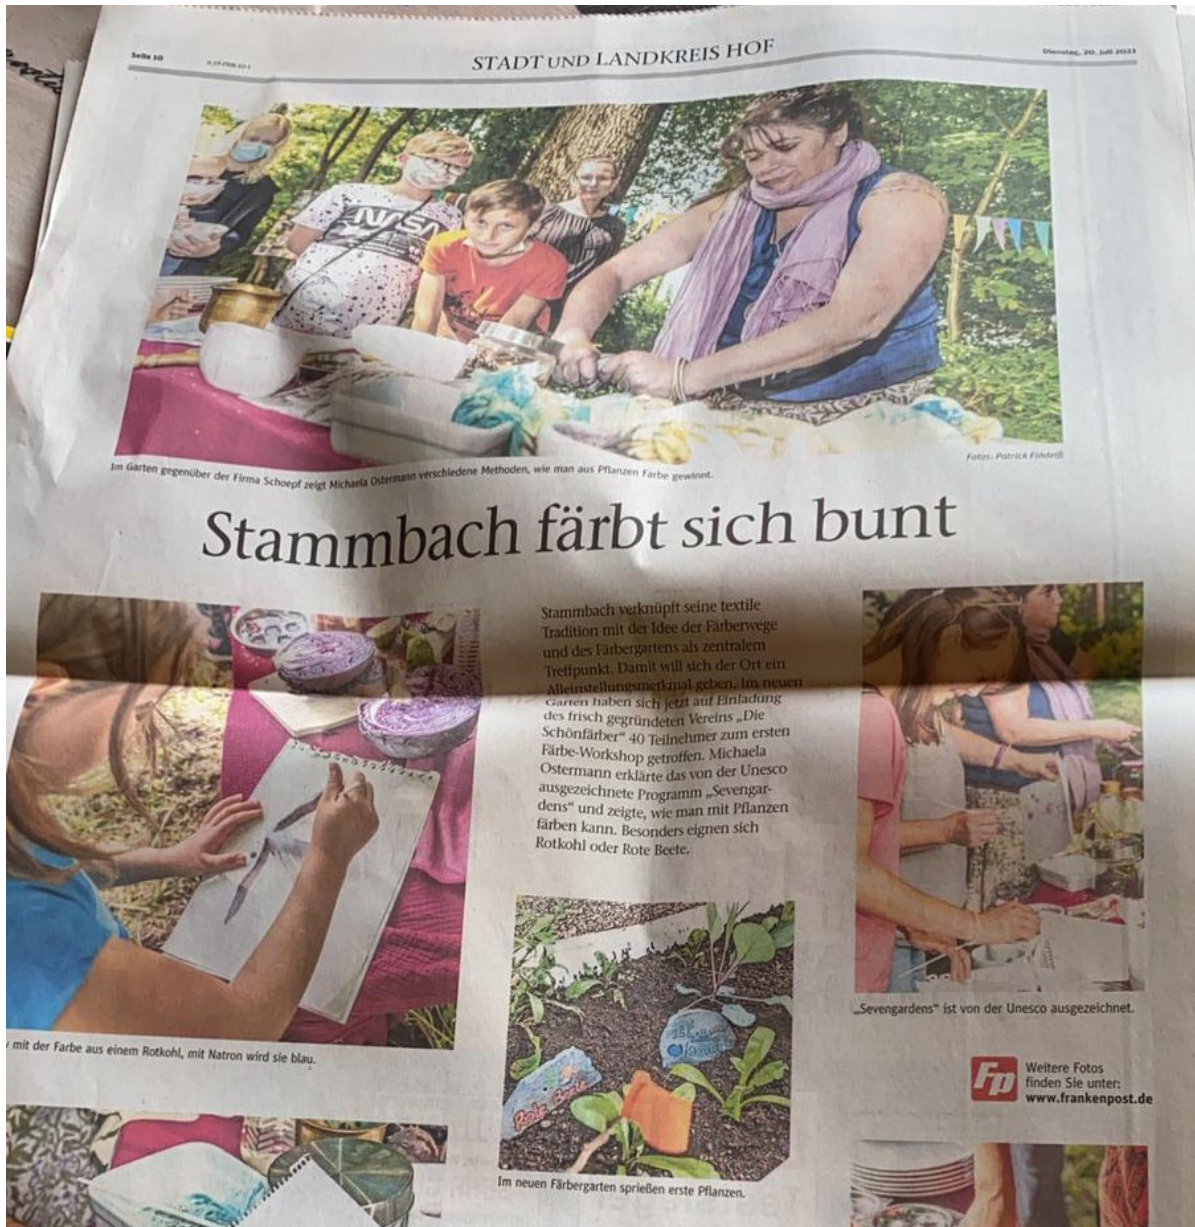 Seite 10
STADT UND LANDKREIS HOF
Dienstag, 20. Juli 2021
NASA
Im Garten gegenüber der Firma Schoepf zeigt Michaela Ostermann verschiedene Methoden, wie man aus Pflanzen Farbe gewinnt.
Fotos: Patrick
Stammbach färbt sich bunt
Stammbach verknüpft seine textile
Tradition mit der Idee der Färberwege
und des Färbergartens als zentralem
Treffpunkt. Damit will sich der Ort ein
Alleinstellungsmerkmal geben. Im neuen
Garten haben sich jetzt auf Einladung
des frisch gegründeten Vereins „Die
Schönfärber“ 40 Teilnehmer zum ersten
Färbe-Workshop getroffen. Michaela
Ostermann erklärte das von der Unesco
ausgezeichnete Programm „Sevengar-
dens“ und zeigte, wie man mit Pflanzen
färben kann. Besonders eignen sich
Rotkohl oder Rote Beete.
„Sevengardens“ ist von der Unesco ausgezeichnet.
mit der Farbe aus einem Rotkohl, mit Natron wird sie blau.
Rote Beete
Fp
Weitere Fotos
finden Sie unter:
www.frankenpost.de
Im neuen Färbergarten sprießen erste Pflanzen.